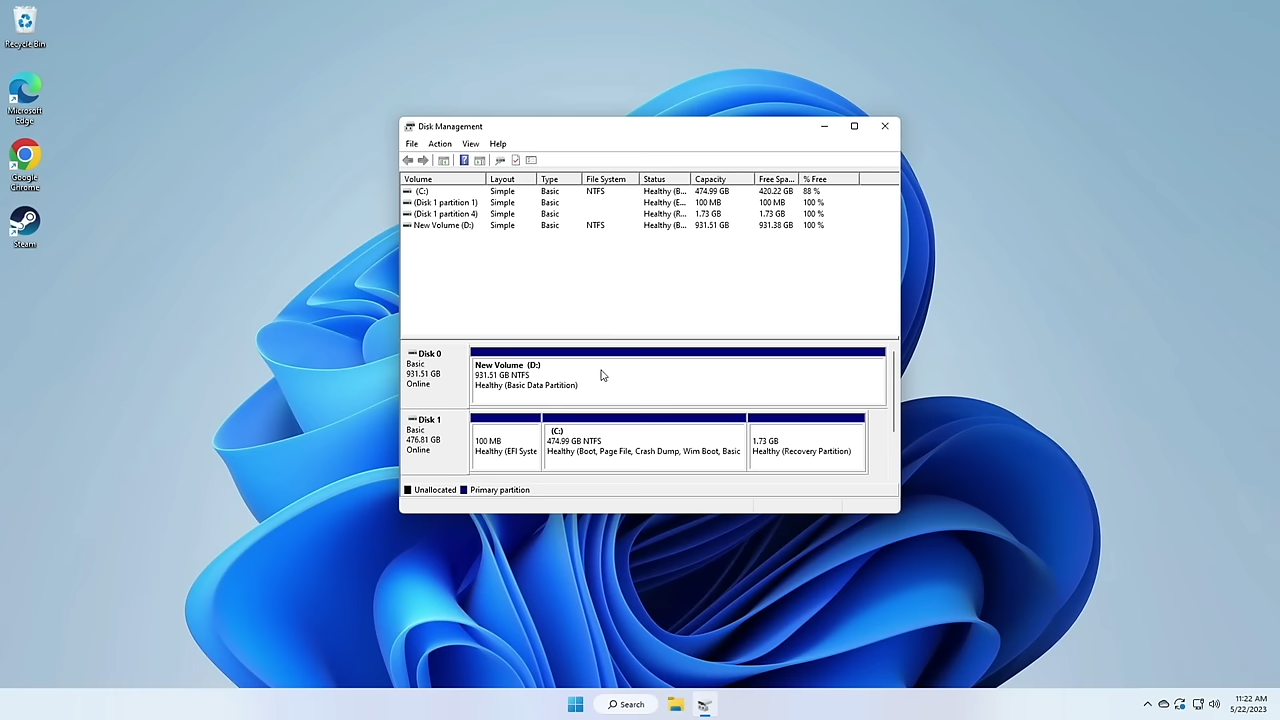 Recycle Bin
Microsoft
Edge
Google
Chrome
Steam
Disk Management
File Action View Help
Volume Layout Type File System Status Capacity Free Spa... % Free
(C:) Simple Basic NTFS Healthy (B... 474.99 GB 420.22 GB 88 %
(Disk 1 partition 1) Simple Basic Healthy (E... 100 MB 100 MB 100 %
(Disk 1 partition 4) Simple Basic Healthy (R... 1.73 GB 1.73 GB 100 %
New Volume (D:) Simple Basic NTFS Healthy (B... 931.51 GB 931.38 GB 100 %
Disk 0
Basic
931.51 GB
Online
New Volume (D:)
931.51 GB NTFS
Healthy (Basic Data Partition)
Disk 1
Basic
476.81 GB
Online
100 MB
Healthy (EFI Syste
(C:)
474.99 GB NTFS
Healthy (Boot, Page File, Crash Dump, Wim Boot, Basic
1.73 GB
Healthy (Recovery Partition)
Unallocated Primary partition
Search
11:22 AM
5/22/2023